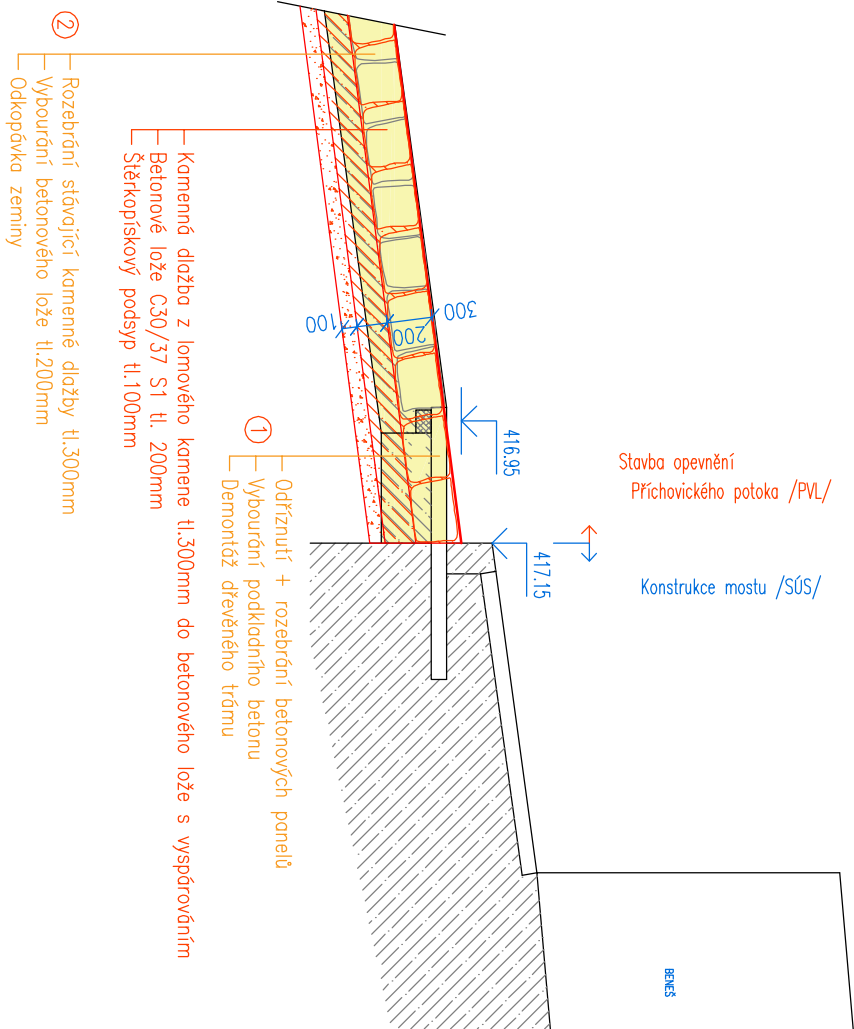 Stavba opevnění
Příchovického potoka /PVL/
Konstrukce mostu /SÚS/
416.95
417.15
300
200
100
1
Odříznutí + rozebrání betonových panelů
Vybourání podkladního betonu
Demontáž dřevěného trámu
Kamenná dlažba z lomového kamene tl.300mm do betonového lože s vyspárováním
Betonové lože C30/37 S1 tl. 200mm
Štěrkopískový podsyp tl.100mm
2
Rozebrání stávající kamenné dlažby tl.300mm
Vybourání betonového lože tl.200mm
Odkopávka zeminy
BENEŠ